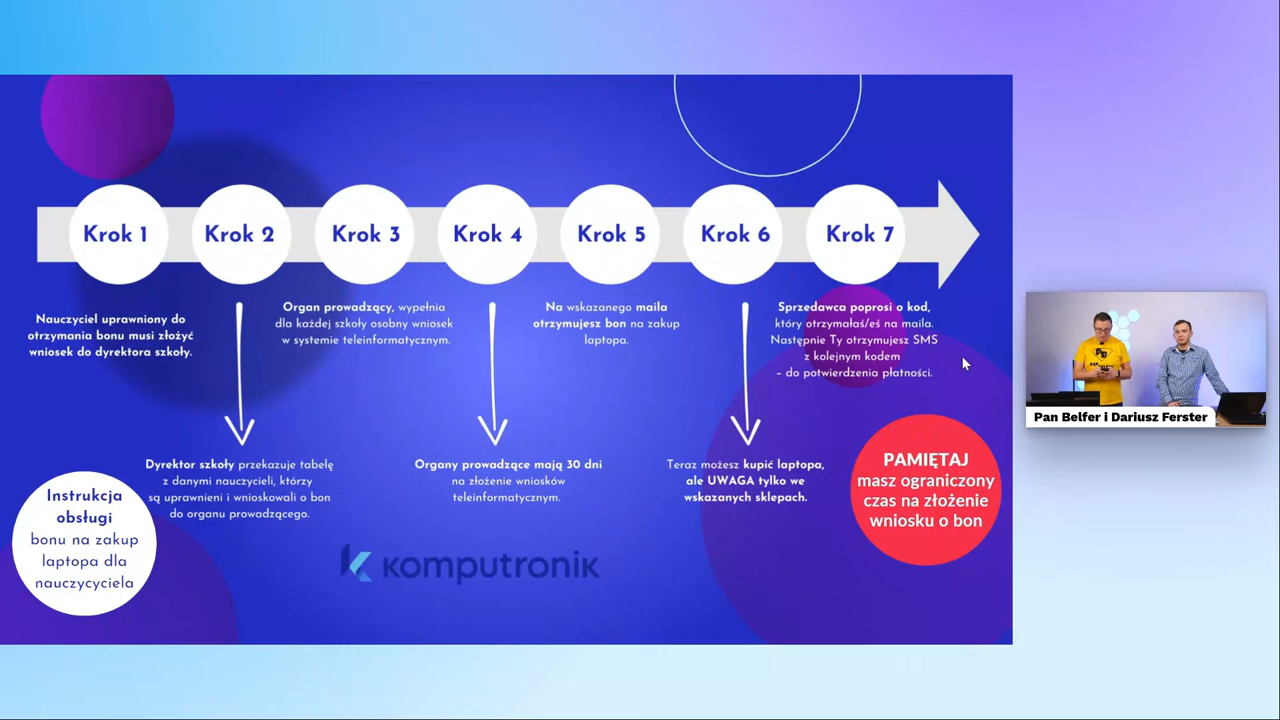 Krok 1
Krok 2
Krok 3
Krok 4
Krok 5
Krok 6
Krok 7
Nauczyciel uprawniony do
otrzymania bonu musi złożyć
wniosek do dyrektora szkoły.
Dyrektor szkoły przekazuje tabelę
z danymi nauczycieli, którzy
są uprawnieni i wnioskowali o bon
do organu prowadzącego.
Organ prowadzący, wypełnia
dla każdej szkoły osobny wniosek
w systemie teleinformatycznym.
Organy prowadzące mają 30 dni
na złożenie wniosków
teleinformatycznym.
Na wskazanego maila
otrzymujesz bon na zakup
laptopa.
Teraz możesz kupić laptopa,
ale UWAGA tylko we
wskazanych sklepach.
Sprzedawca poprosi o kod,
który otrzymałaś/eś na maila.
Następnie Ty otrzymujesz SMS
z kolejnym kodem
– do potwierdzenia płatności.
PAMIĘTAJ
masz ograniczony
czas na złożenie
wniosku o bon
Instrukcja
obsługi
bonu na zakup
laptopa dla
nauczycyciela
komputronik
Pan Belfer i Dariusz Ferster